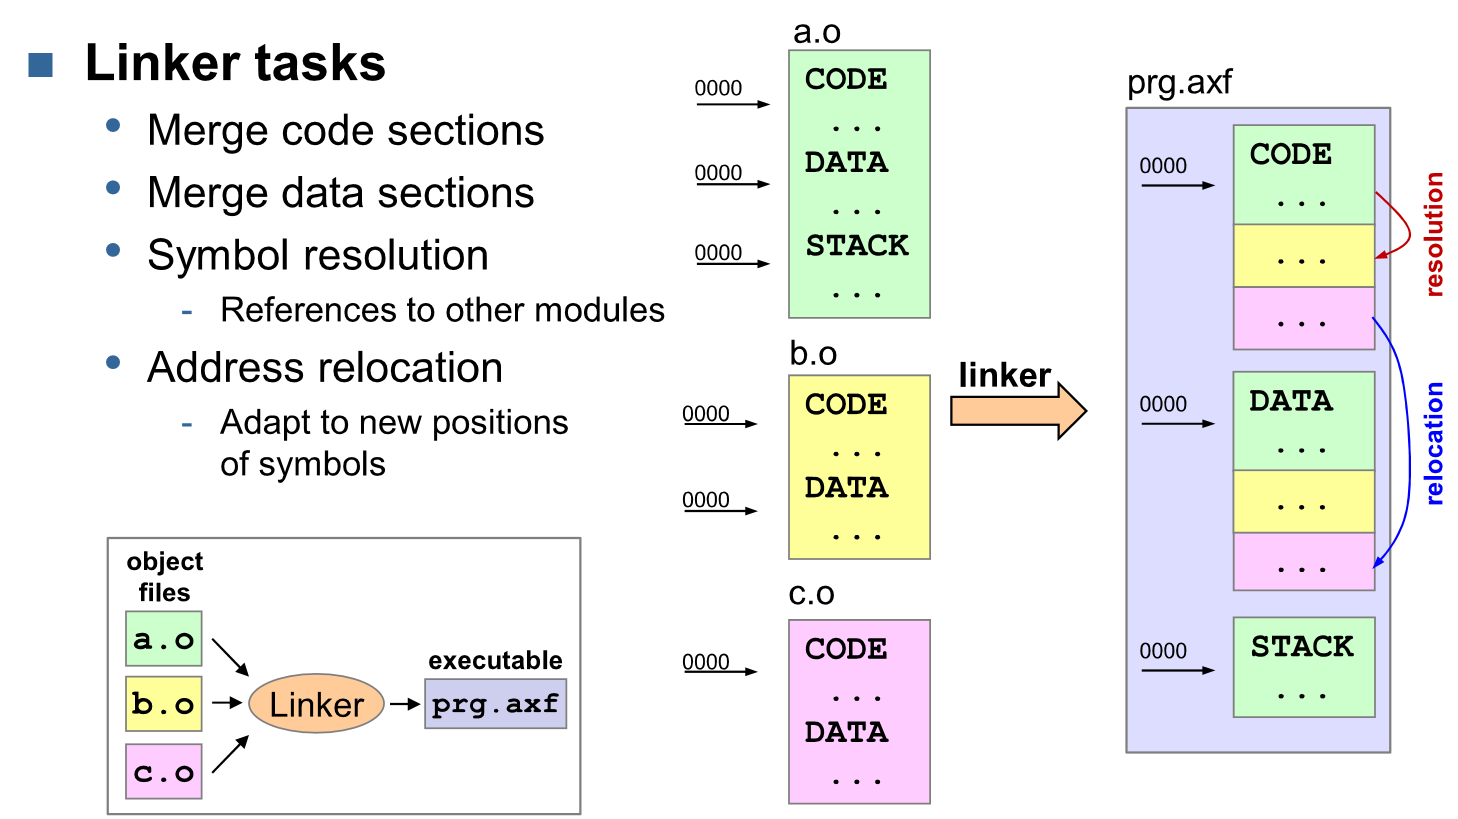 Linker tasks
Merge code sections
Merge data sections
Symbol resolution
- References to other modules
Address relocation
- Adapt to new positions
of symbols
object
files
a.o
b.o
c.o
Linker
executable
prg.axf
a.o
0000
CODE
...
0000
DATA
...
0000
STACK
...
b.o
0000
CODE
...
0000
DATA
...
c.o
0000
CODE
...
DATA
...
linker
prg.axf
0000
CODE
...
...
...
0000
DATA
...
...
...
0000
STACK
...
resolution
relocation